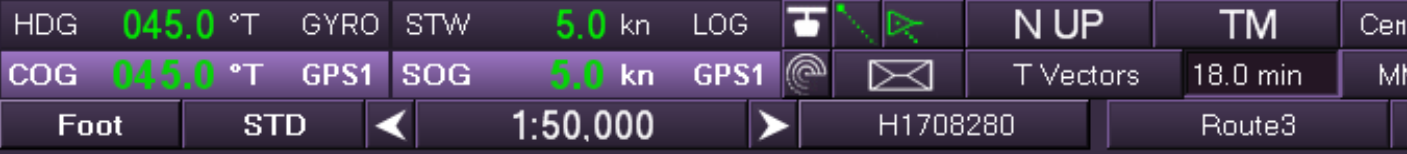 HDG 045.0 °T GYRO STW 5.0 kn LOG N UP TM
COG 045.0 °T GPS1 SOG 5.0 kn GPS1 T Vectors 18.0 min
Foot STD 1:50,000 H1708280 Route3